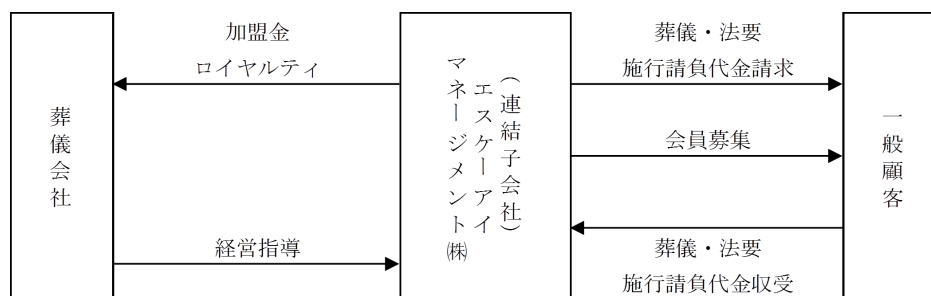 葬儀会社
加盟金
ロイヤルティ
経営指導
(連結子会社)
エスケーアイ
マネージメント㈱
葬儀・法要
施行請負代金請求
会員募集
葬儀・法要
施行請負代金収受
一般顧客